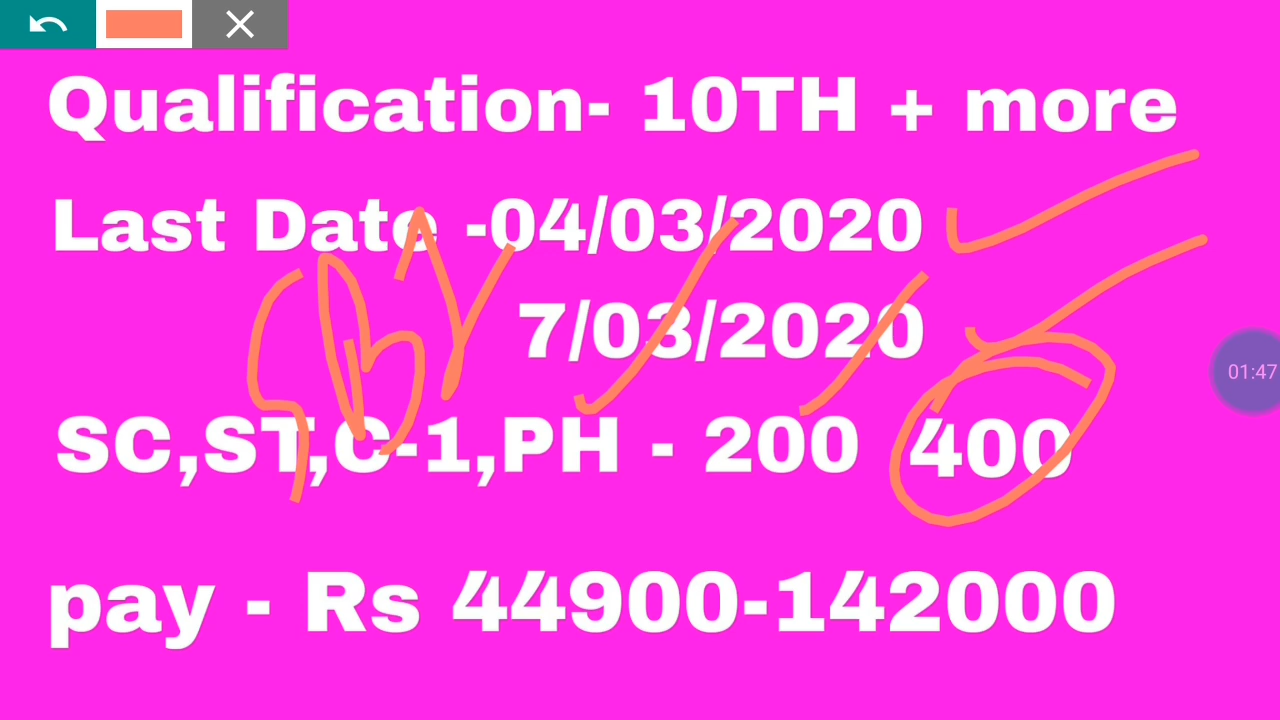 Qualification- 10TH + more
Last Date -04/03/2020
7/03/2020
SC,ST,C-1,PH - 200 400
pay - Rs 44900-142000
01:47